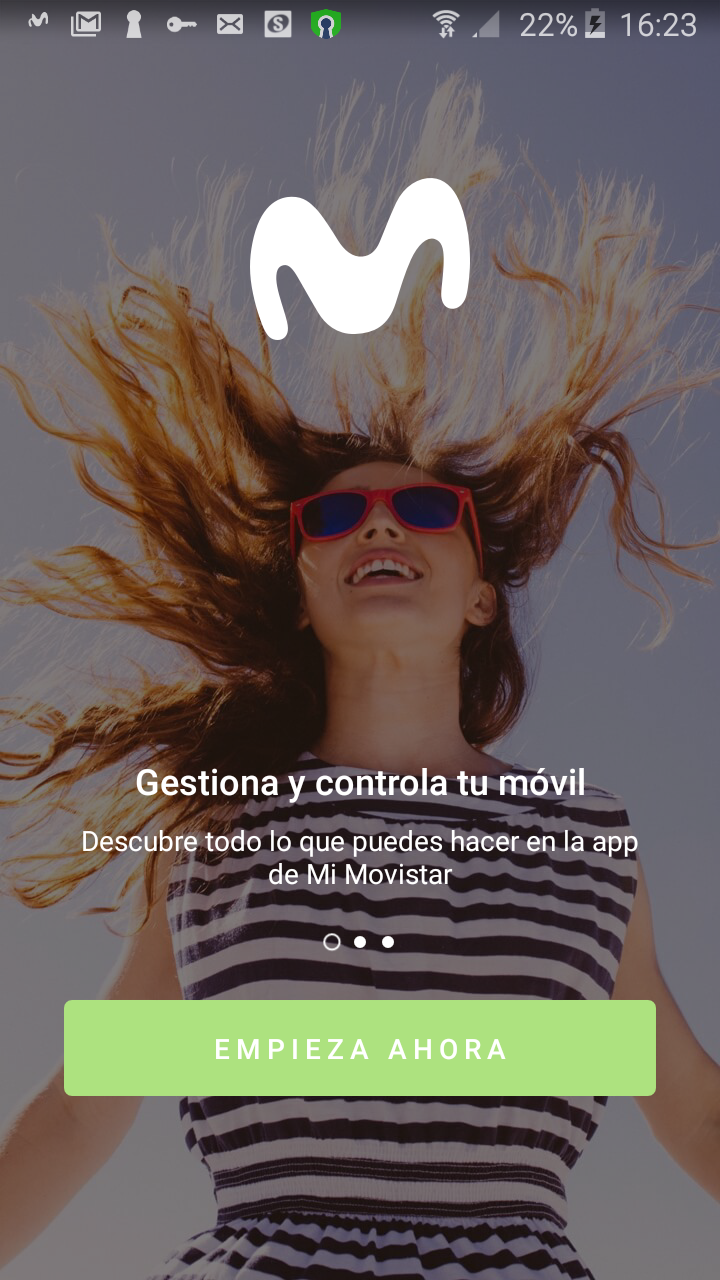 22% 16:23
Gestiona y controla tu móvil
Descubre todo lo que puedes hacer en la app
de Mi Movistar
EMPIEZA AHORA